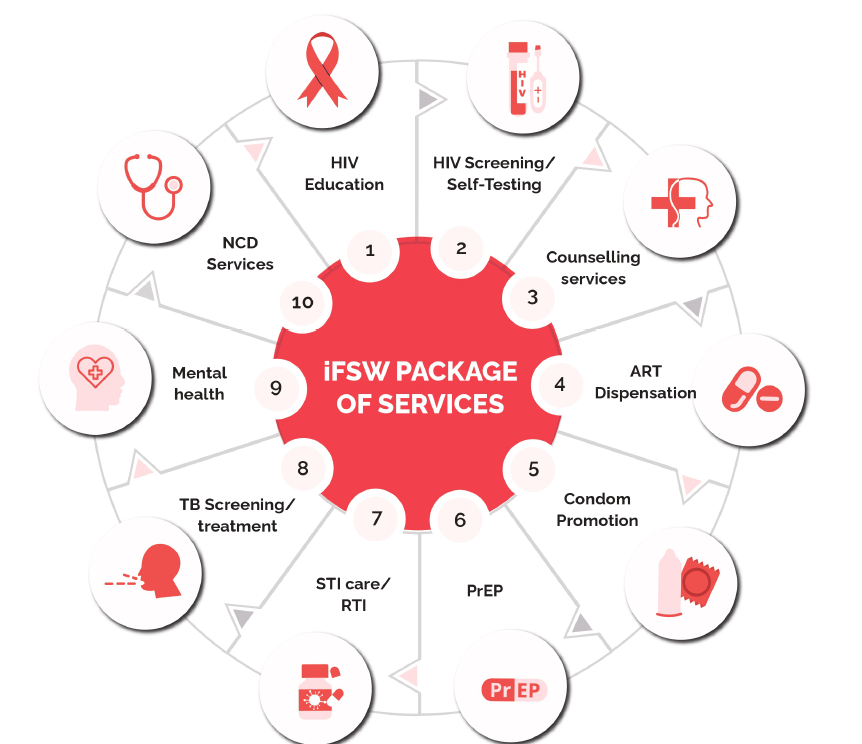 iFSW PACKAGE
OF SERVICES
1
HIV
Education
2
HIV Screening/
Self-Testing
HIV
3
Counselling
services
4
ART
Dispensation
5
Condom
Promotion
6
PrEP
PrEP
7
STI care/
RTI
8
TB Screening/
treatment
9
Mental
health
10
NCD
Services